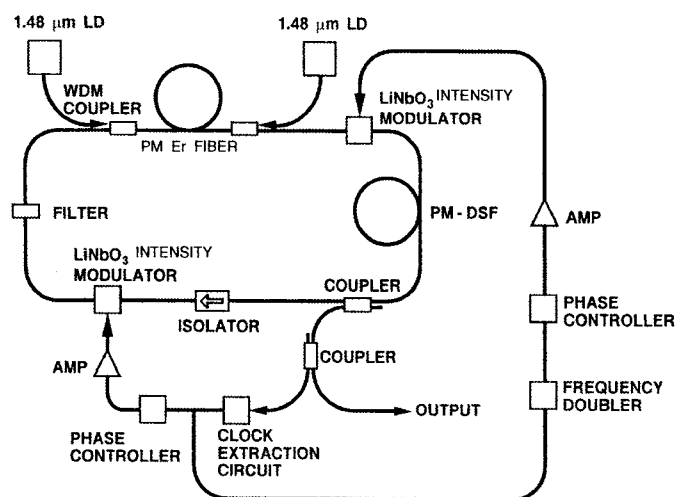 1.48 μm LD
1.48 μm LD
WDM
COUPLER
LiNbO3 INTENSITY
MODULATOR
PM Er FIBER
FILTER
PM - DSF
AMP
LiNbO3 INTENSITY
MODULATOR
COUPLER
ISOLATOR
PHASE
CONTROLLER
AMP
COUPLER
FREQUENCY
DOUBLER
OUTPUT
PHASE
CONTROLLER
CLOCK
EXTRACTION
CIRCUIT